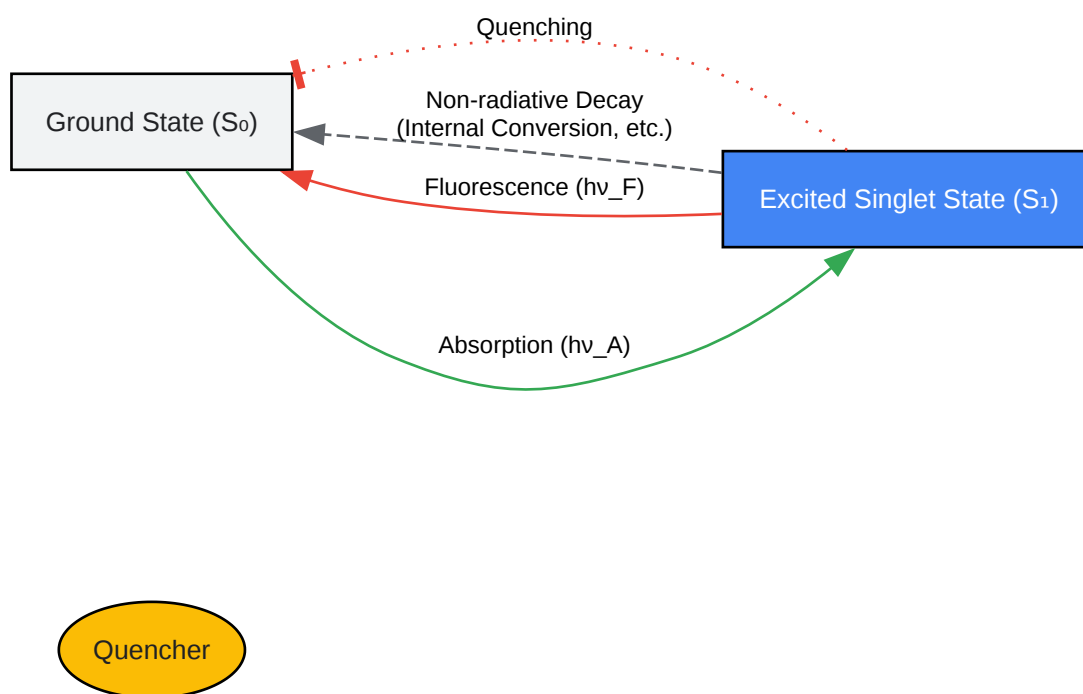 Quenching
Non-radiative Decay
(Internal Conversion, etc.)
Ground State (S₀)
Fluorescence (hν_F)
Excited Singlet State (S₁)
Absorption (hν_A)
Quencher